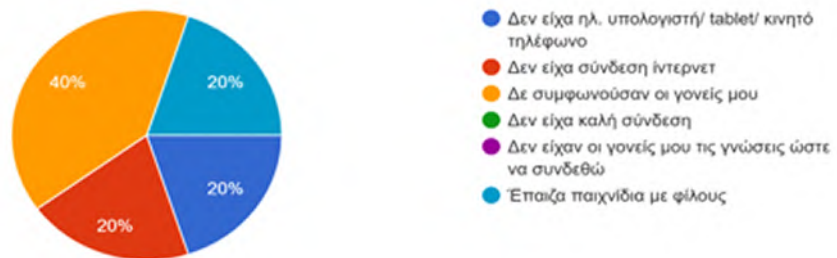 40%
20%
20%
20%
Δεν είχα ηλ. υπολογιστή/ tablet/ κινητό
τηλέφωνο
Δεν είχα σύνδεση ίντερνετ
Δε συμφωνούσαν οι γονείς μου
Δεν είχα καλή σύνδεση
Δεν είχαν οι γονείς μου τις γνώσεις ώστε
να συνδεθώ
Έπαιζα παιχνίδια με φίλους